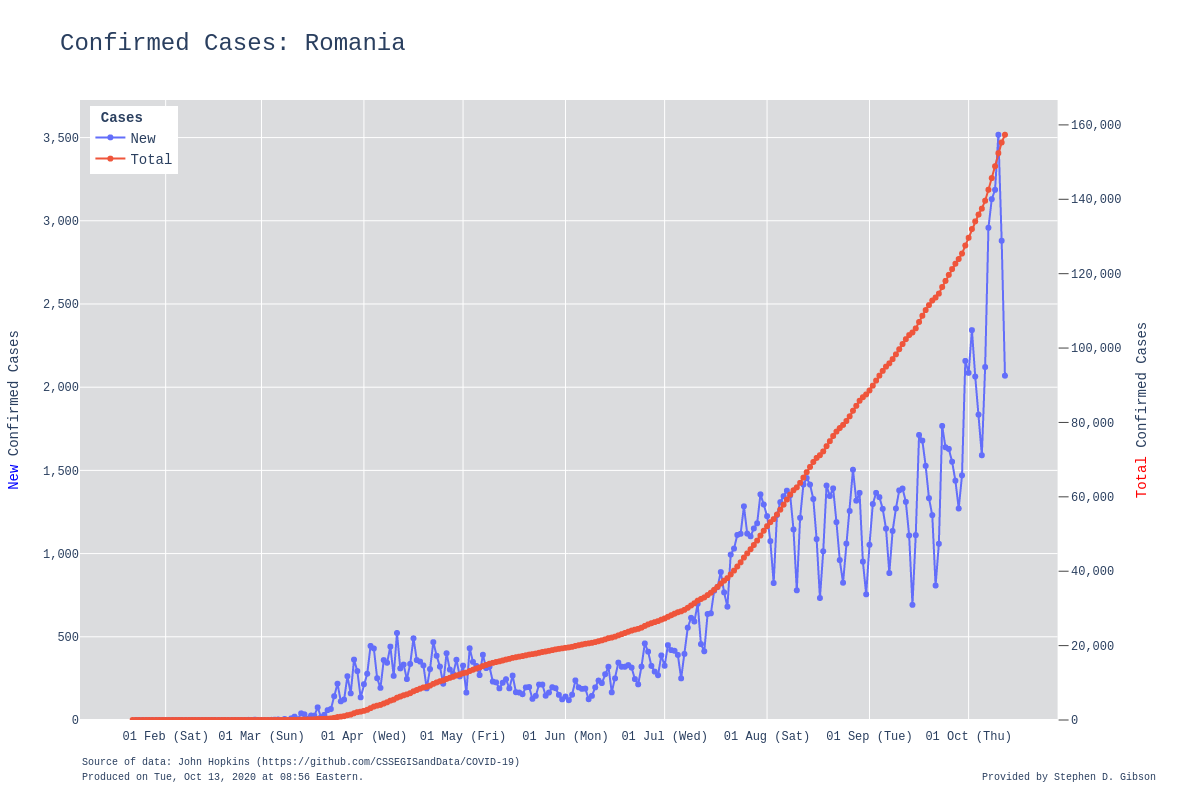 Confirmed Cases: Romania
Cases
New
Total
3,500
3,000
2,500
2,000
1,500
1,000
500
0
160,000
140,000
120,000
100,000
80,000
60,000
40,000
20,000
0
New Confirmed Cases
Total Confirmed Cases
01 Feb (Sat) 01 Mar (Sun) 01 Apr (Wed) 01 May (Fri) 01 Jun (Mon) 01 Jul (Wed) 01 Aug (Sat) 01 Sep (Tue) 01 Oct (Thu)
Source of data: John Hopkins (https://github.com/CSSEGISandData/COVID-19)
Produced on Tue, Oct 13, 2020 at 08:56 Eastern.
Provided by Stephen D. Gibson